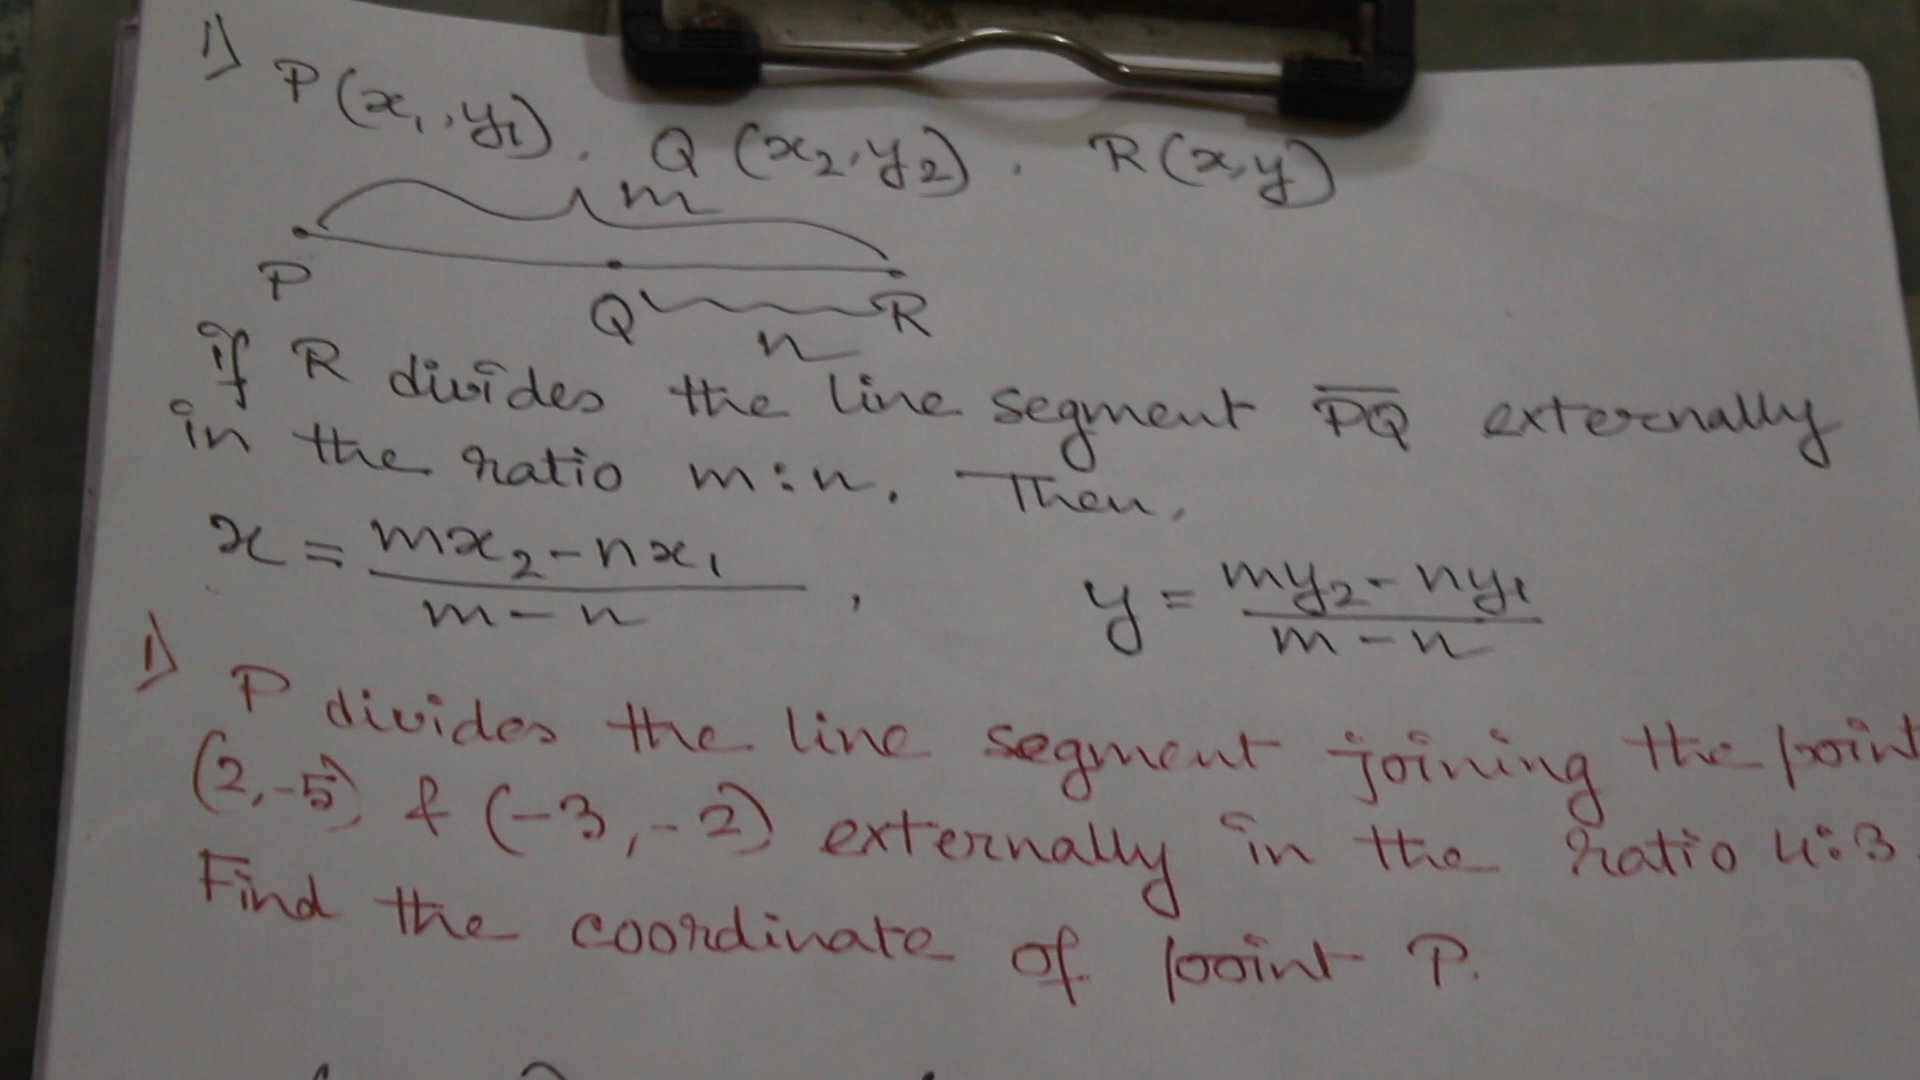 1) P(x₁,y₁), Q(x₂,y₂), R(x,y)
m
P Q R
n
if R divides the line segment P̅Q̅ externally
in the ratio m:n. Then,
x = (mx₂-nx₁)/(m-n), y = (my₂-ny₁)/(m-n)
1) P divides the line segment joining the point
(2,-5) & (-3,-2) externally in the ratio 4:3.
Find the coordinate of point P.